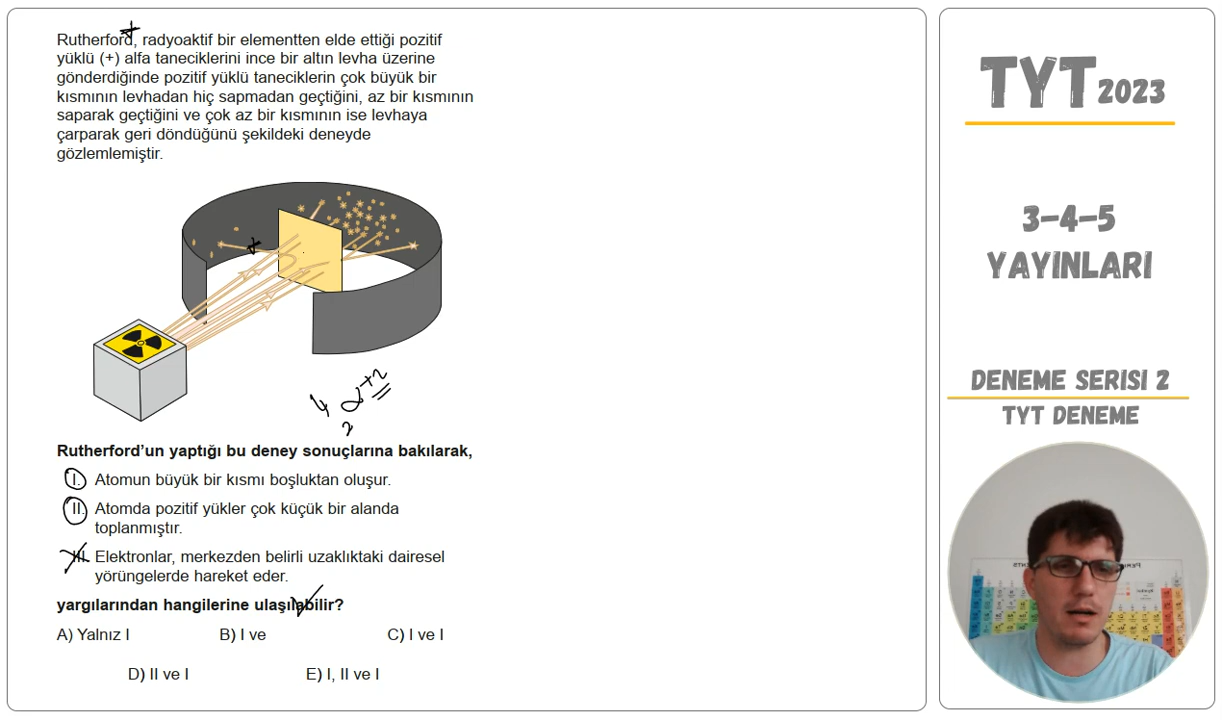 Rutherford, radyoaktif bir elementten elde ettiği pozitif
yüklü (+) alfa taneciklerini ince bir altın levha üzerine
gönderdiğinde pozitif yüklü taneciklerin çok büyük bir
kısmının levhadan hiç sapmadan geçtiğini, az bir kısmının
saparak geçtiğini ve çok az bir kısmının ise levhaya
çarparak geri döndüğünü şekildeki deneyde
gözlemlemiştir.
4
α+2
2
Rutherford’un yaptığı bu deney sonuçlarına bakılarak,
I. Atomun büyük bir kısmı boşluktan oluşur.
II. Atomda pozitif yükler çok küçük bir alanda
toplanmıştır.
III. Elektronlar, merkezden belirli uzaklıktaki dairesel
yörüngelerde hareket eder.
yargılarından hangilerine ulaşılabilir?
A) Yalnız I B) I ve C) I ve I
D) II ve I E) I, II ve I
TYT 2023
3-4-5
YAYINLARI
DENEME SERISI 2
TYT DENEME